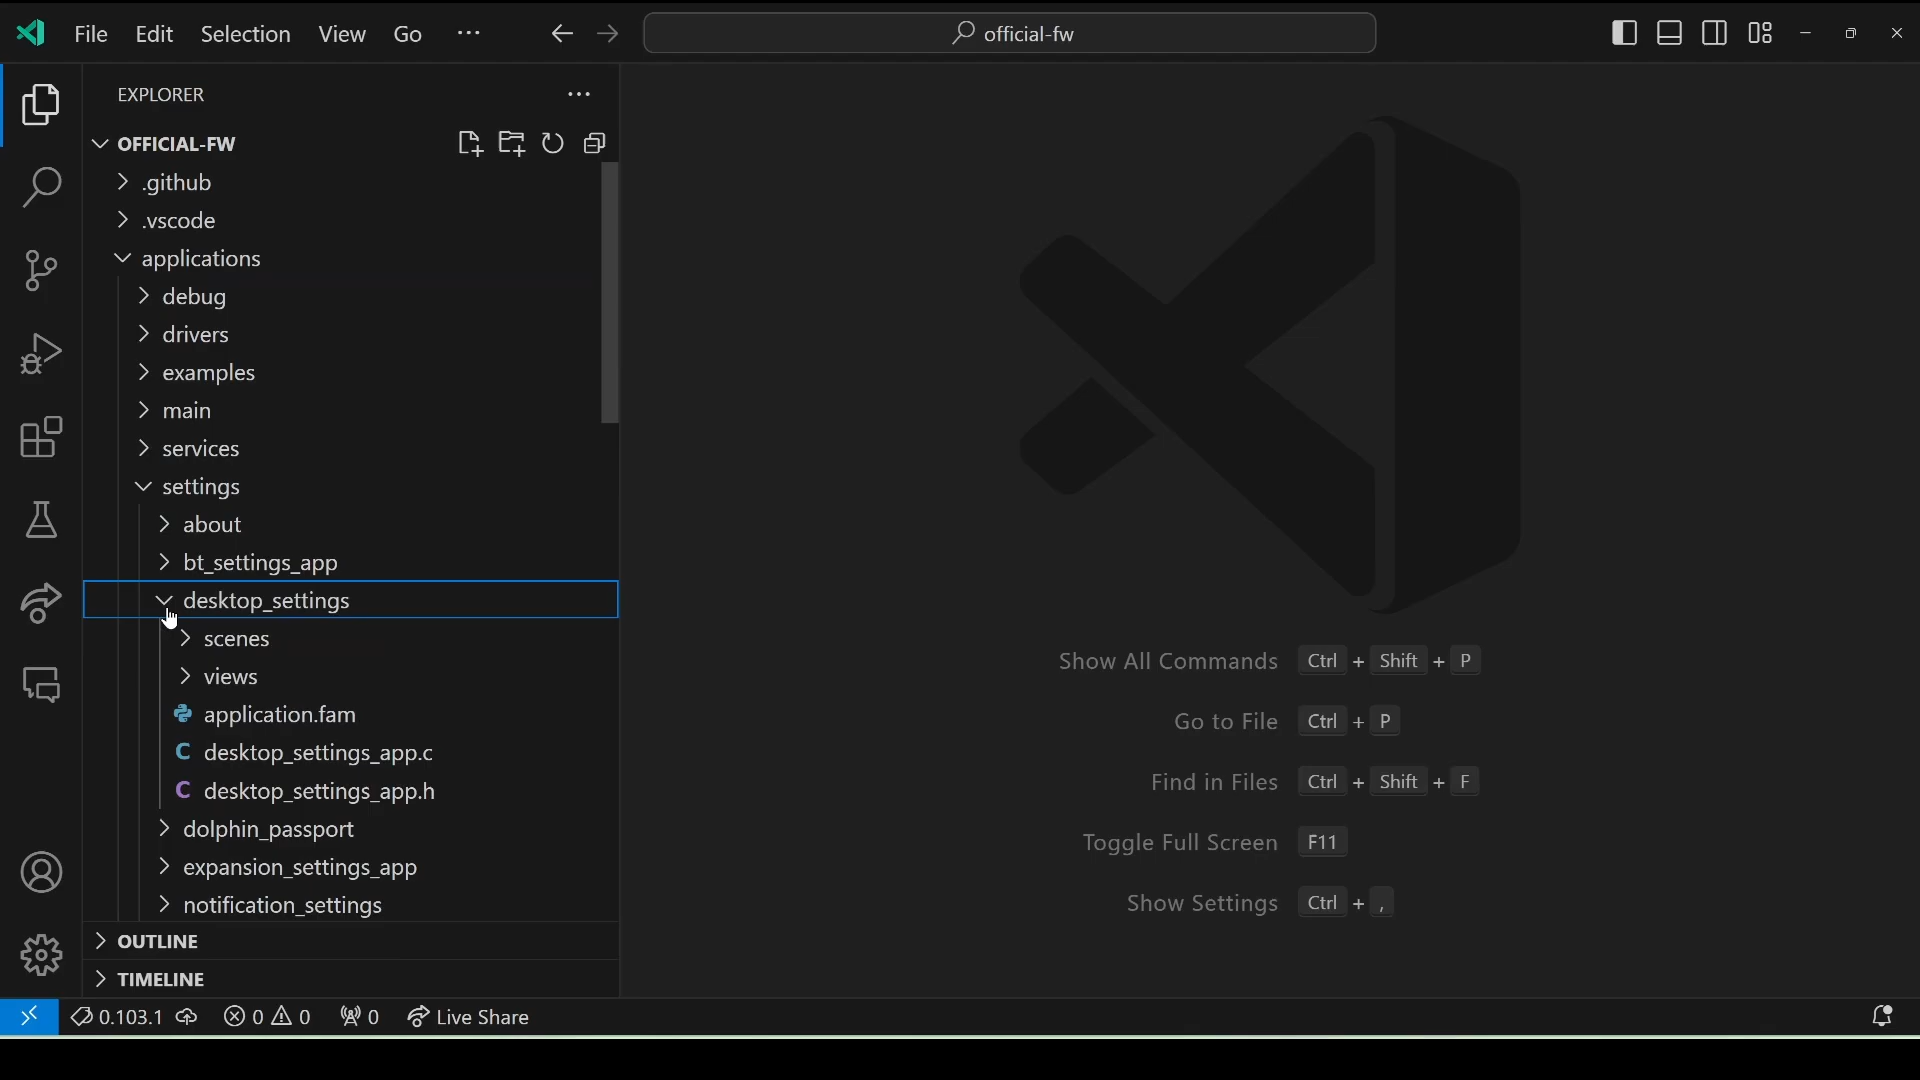 File Edit Selection View Go ··· official-fw
EXPLORER ···
OFFICIAL-FW
.github
.vscode
applications
debug
drivers
examples
main
services
settings
about
bt_settings_app
desktop_settings
scenes
views
application.fam
C desktop_settings_app.c
C desktop_settings_app.h
dolphin_passport
expansion_settings_app
notification_settings
OUTLINE
TIMELINE
Show All Commands Ctrl + Shift + P
Go to File Ctrl + P
Find in Files Ctrl + Shift + F
Toggle Full Screen F11
Show Settings Ctrl + ,
0.103.1 0 0 0 Live Share